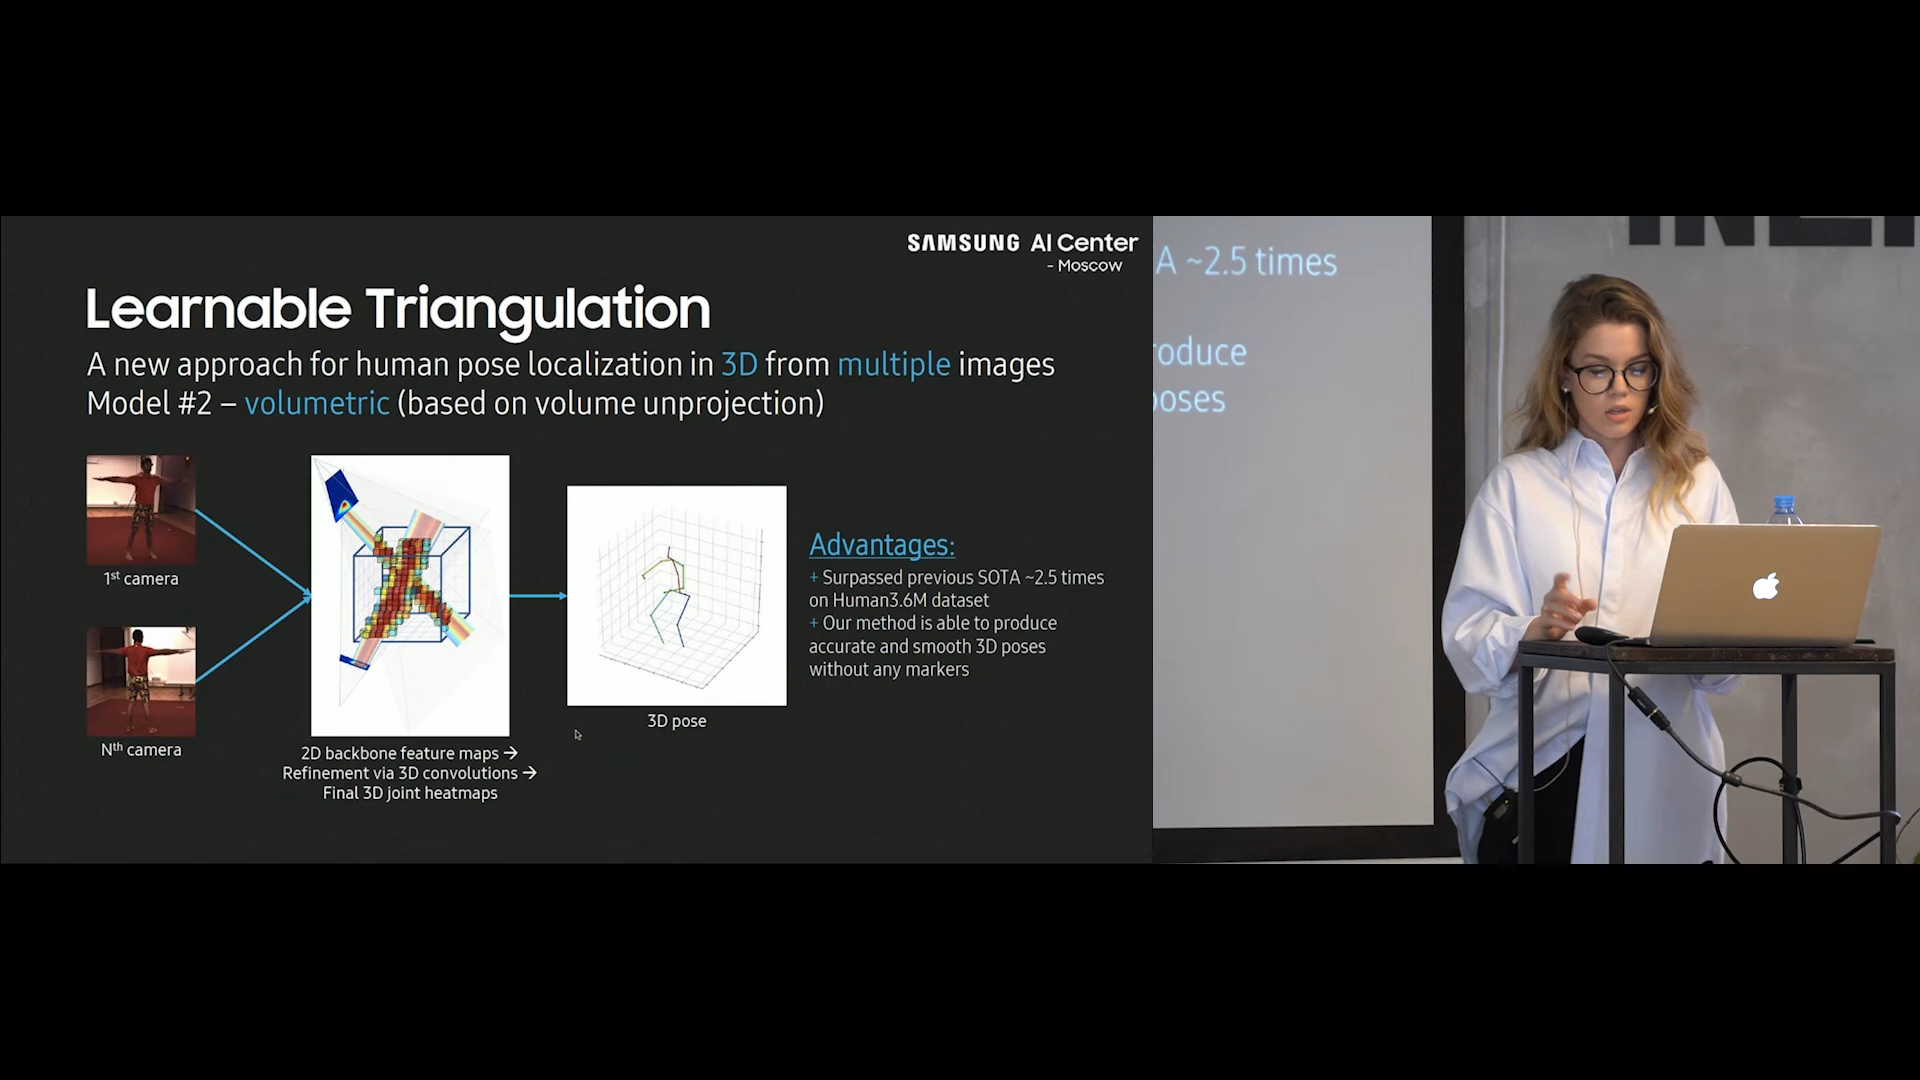 SAMSUNG AI Center
- Moscow
Learnable Triangulation
A new approach for human pose localization in 3D from multiple images
Model #2 – volumetric (based on volume unprojection)
1st camera
Nth camera
2D backbone feature maps →
Refinement via 3D convolutions →
Final 3D joint heatmaps
3D pose
Advantages:
+ Surpassed previous SOTA ~2.5 times
on Human3.6M dataset
+ Our method is able to produce
accurate and smooth 3D poses
without any markers
A ~2.5 times
roduce
poses